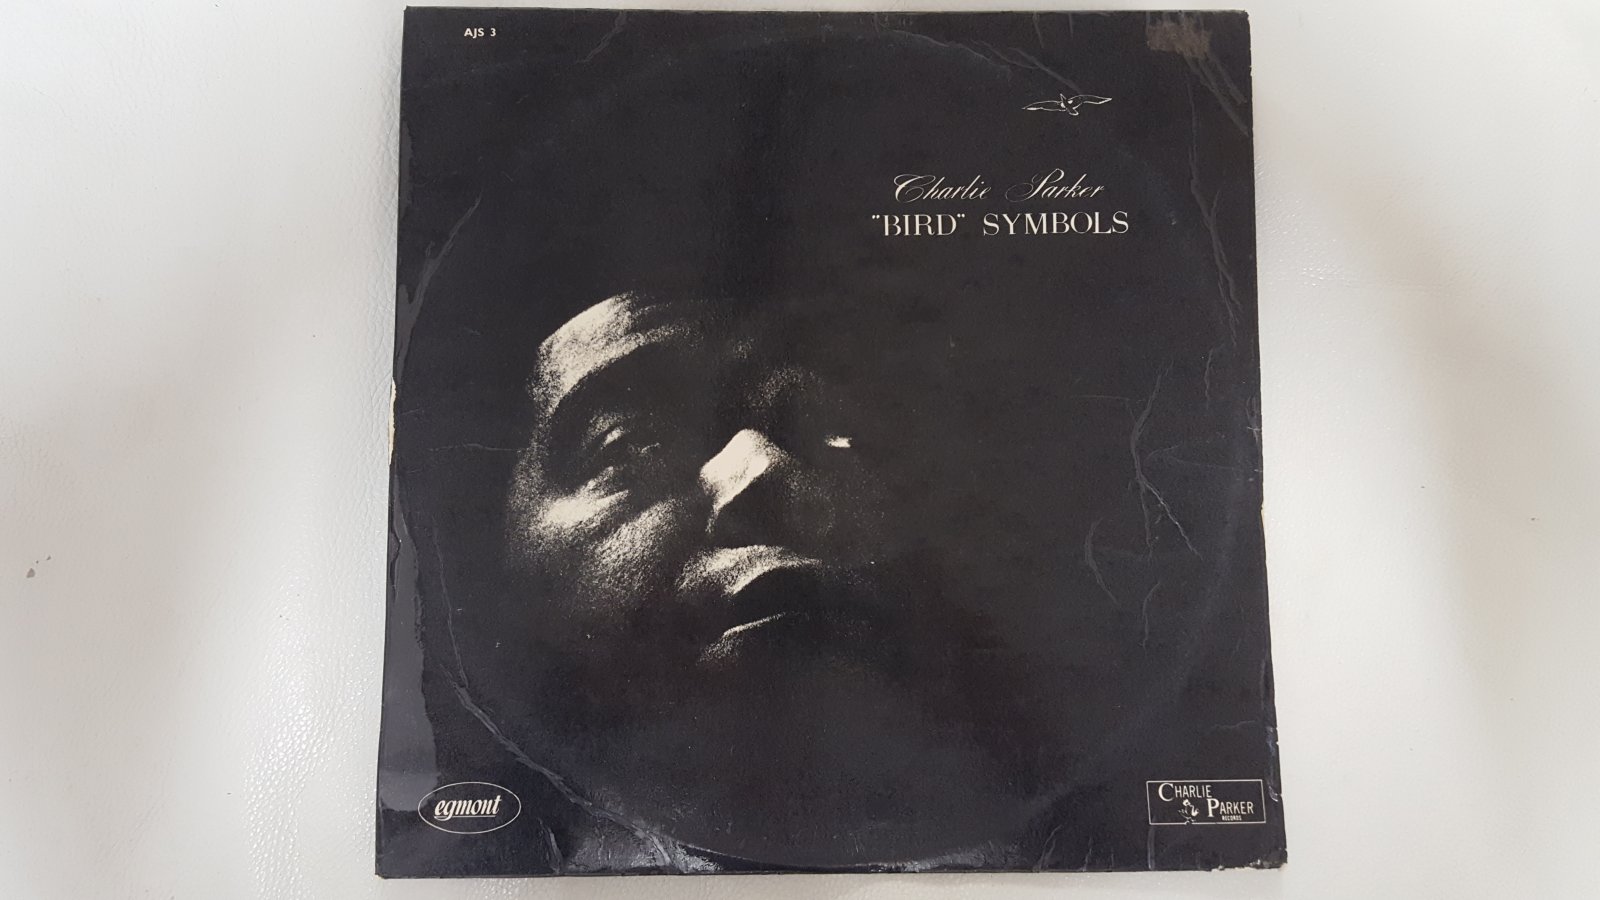 AJS 3
Charlie Parker
"BIRD" SYMBOLS
egmont
CHARLIE
PARKER
RECORDS